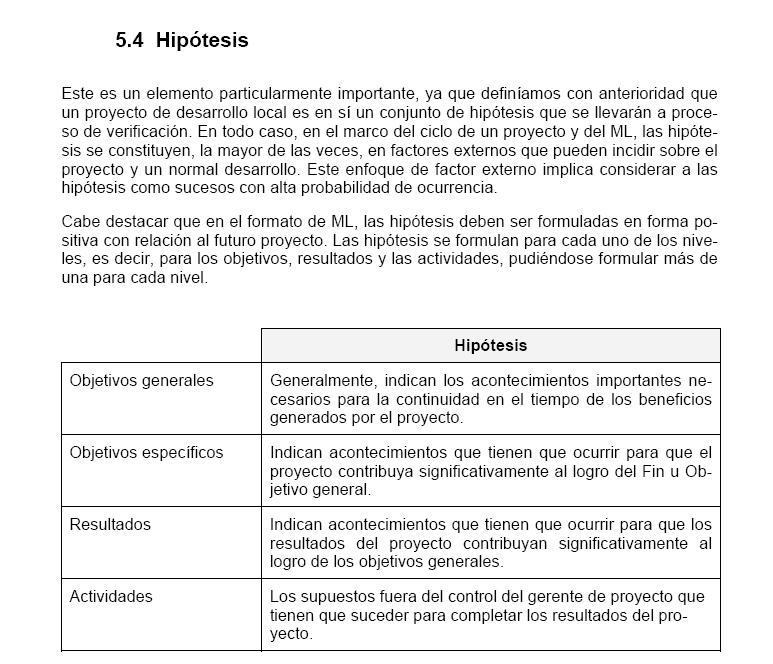 5.4 Hipótesis
Este es un elemento particularmente importante, ya que definíamos con anterioridad que
un proyecto de desarrollo local es en sí un conjunto de hipótesis que se llevarán a proce-
so de verificación. En todo caso, en el marco del ciclo de un proyecto y del ML, las hipóte-
sis se constituyen, la mayor de las veces, en factores externos que pueden incidir sobre el
proyecto y un normal desarrollo. Este enfoque de factor externo implica considerar a las
hipótesis como sucesos con alta probabilidad de ocurrencia.
Cabe destacar que en el formato de ML, las hipótesis deben ser formuladas en forma po-
sitiva con relación al futuro proyecto. Las hipótesis se formulan para cada uno de los nive-
les, es decir, para los objetivos, resultados y las actividades, pudiéndose formular más de
una para cada nivel.
Hipótesis
Objetivos generales
Generalmente, indican los acontecimientos importantes ne-
cesarios para la continuidad en el tiempo de los beneficios
generados por el proyecto.
Objetivos específicos
Indican acontecimientos que tienen que ocurrir para que el
proyecto contribuya significativamente al logro del Fin u Ob-
jetivo general.
Resultados
Indican acontecimientos que tienen que ocurrir para que los
resultados del proyecto contribuyan significativamente al
logro de los objetivos generales.
Actividades
Los supuestos fuera del control del gerente de proyecto que
tienen que suceder para completar los resultados del pro-
yecto.